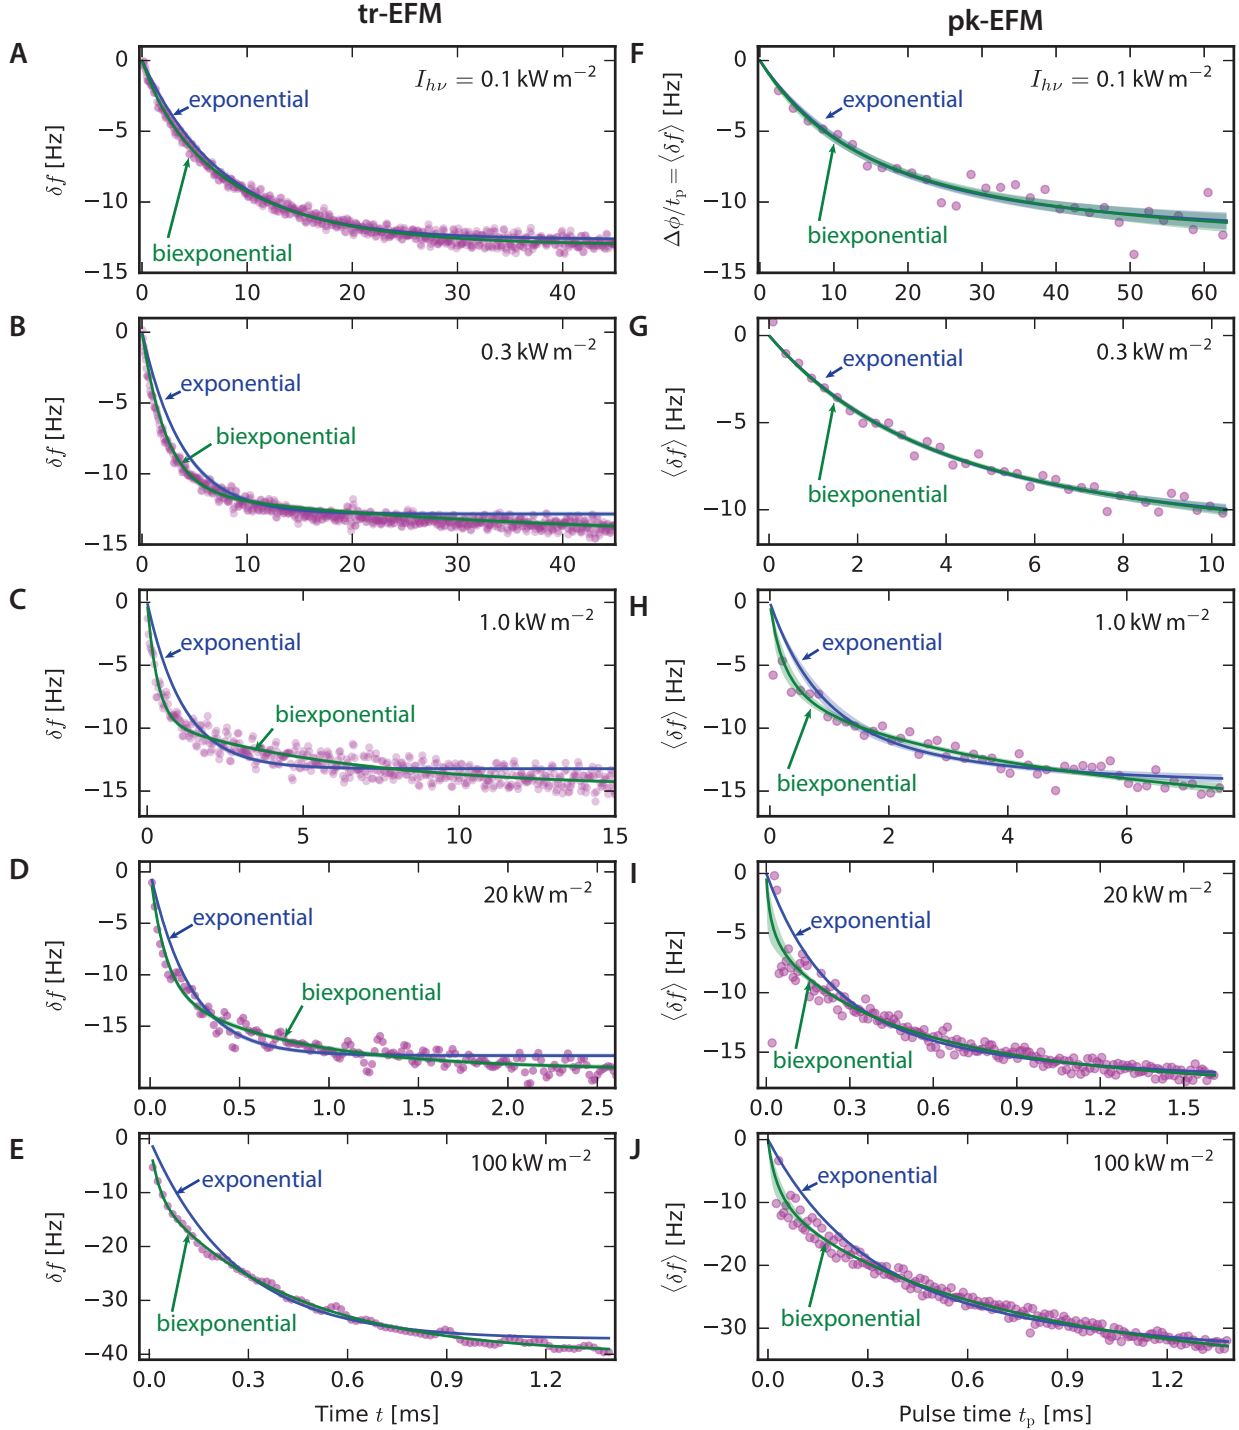 tr-EFM
pk-EFM
A
I_{hν} = 0.1 kW m⁻²
exponential
biexponential
δf [Hz]
0
−5
−10
−15
0 10 20 30 40
F
I_{hν} = 0.1 kW m⁻²
exponential
biexponential
Δϕ/t_p = ⟨δf⟩ [Hz]
0
−5
−10
−15
0 10 20 30 40 50 60
B
0.3 kW m⁻²
exponential
biexponential
δf [Hz]
0
−5
−10
−15
0 10 20 30 40
G
0.3 kW m⁻²
exponential
biexponential
⟨δf⟩ [Hz]
0
−5
−10
0 2 4 6 8 10
C
1.0 kW m⁻²
exponential
biexponential
δf [Hz]
0
−5
−10
−15
0 5 10 15
H
1.0 kW m⁻²
exponential
biexponential
⟨δf⟩ [Hz]
0
−5
−10
−15
0 2 4 6
D
20 kW m⁻²
exponential
biexponential
δf [Hz]
0
−5
−10
−15
0.0 0.5 1.0 1.5 2.0 2.5
I
20 kW m⁻²
exponential
biexponential
⟨δf⟩ [Hz]
0
−5
−10
−15
0.0 0.3 0.6 0.9 1.2 1.5
E
100 kW m⁻²
exponential
biexponential
δf [Hz]
0
−10
−20
−30
−40
0.0 0.3 0.6 0.9 1.2
Time t [ms]
J
100 kW m⁻²
exponential
biexponential
⟨δf⟩ [Hz]
0
−10
−20
−30
0.0 0.3 0.6 0.9 1.2
Pulse time t_p [ms]